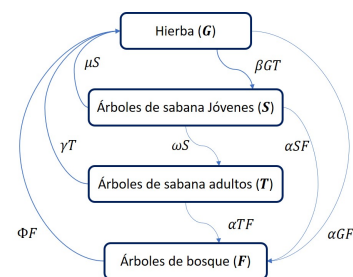 Hierba (G)
μS
βGT
Árboles de sabana Jóvenes (S)
γT
ωS
αSF
Árboles de sabana adultos (T)
ΦF
αTF
αGF
Árboles de bosque (F)